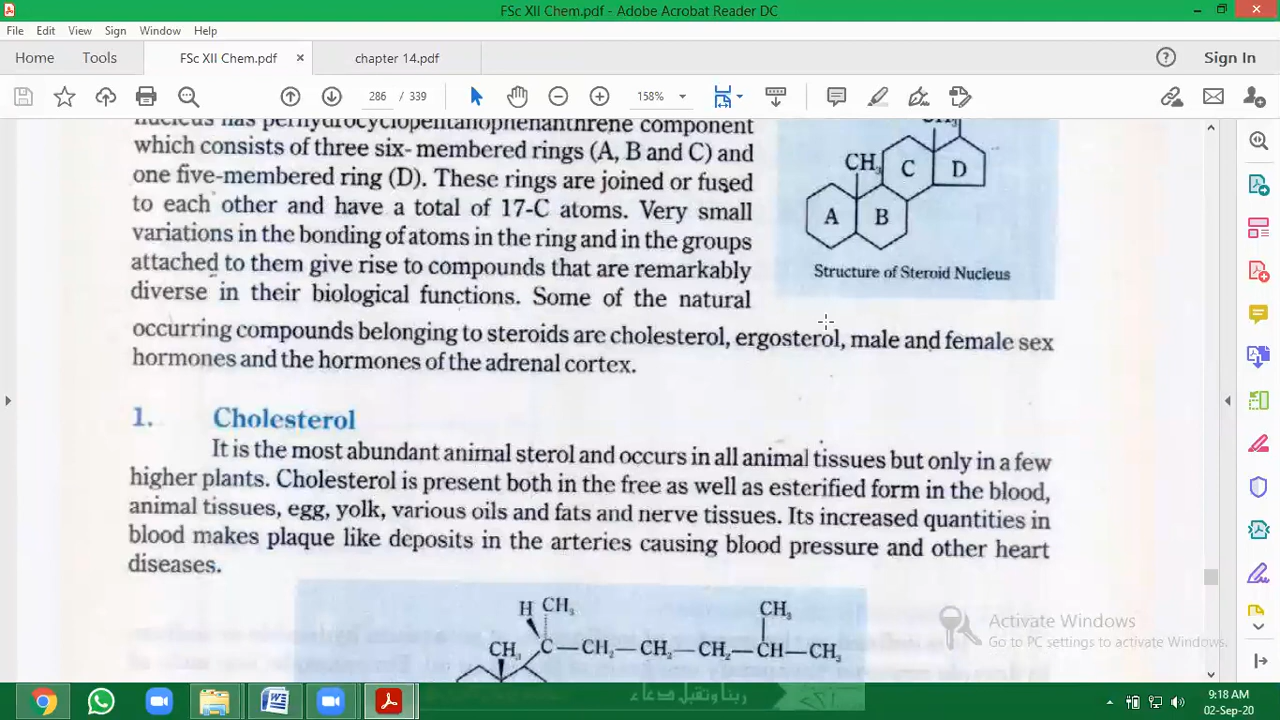 FSc XII Chem.pdf - Adobe Acrobat Reader DC
File Edit View Sign Window Help
Home Tools FSc XII Chem.pdf × chapter 14.pdf Sign In
286 / 339 158%
nucleus has perhydrocyclopentanophenanthrene component
which consists of three six- membered rings (A, B and C) and
one five-membered ring (D). These rings are joined or fused
to each other and have a total of 17-C atoms. Very small
variations in the bonding of atoms in the ring and in the groups
attached to them give rise to compounds that are remarkably
diverse in their biological functions. Some of the natural
CH₃
CH₃ C D
A B
Structure of Steroid Nucleus
occurring compounds belonging to steroids are cholesterol, ergosterol, male and female sex
hormones and the hormones of the adrenal cortex.
1. Cholesterol
It is the most abundant animal sterol and occurs in all animal tissues but only in a few
higher plants. Cholesterol is present both in the free as well as esterified form in the blood,
animal tissues, egg, yolk, various oils and fats and nerve tissues. Its increased quantities in
blood makes plaque like deposits in the arteries causing blood pressure and other heart
diseases.
H CH₃ CH₃
CH₃ C—CH₂—CH₂—CH₂—CH—CH₃
Activate Windows
Go to PC settings to activate Windows.
ربنا وتقبل دعاء
9:18 AM
02-Sep-20